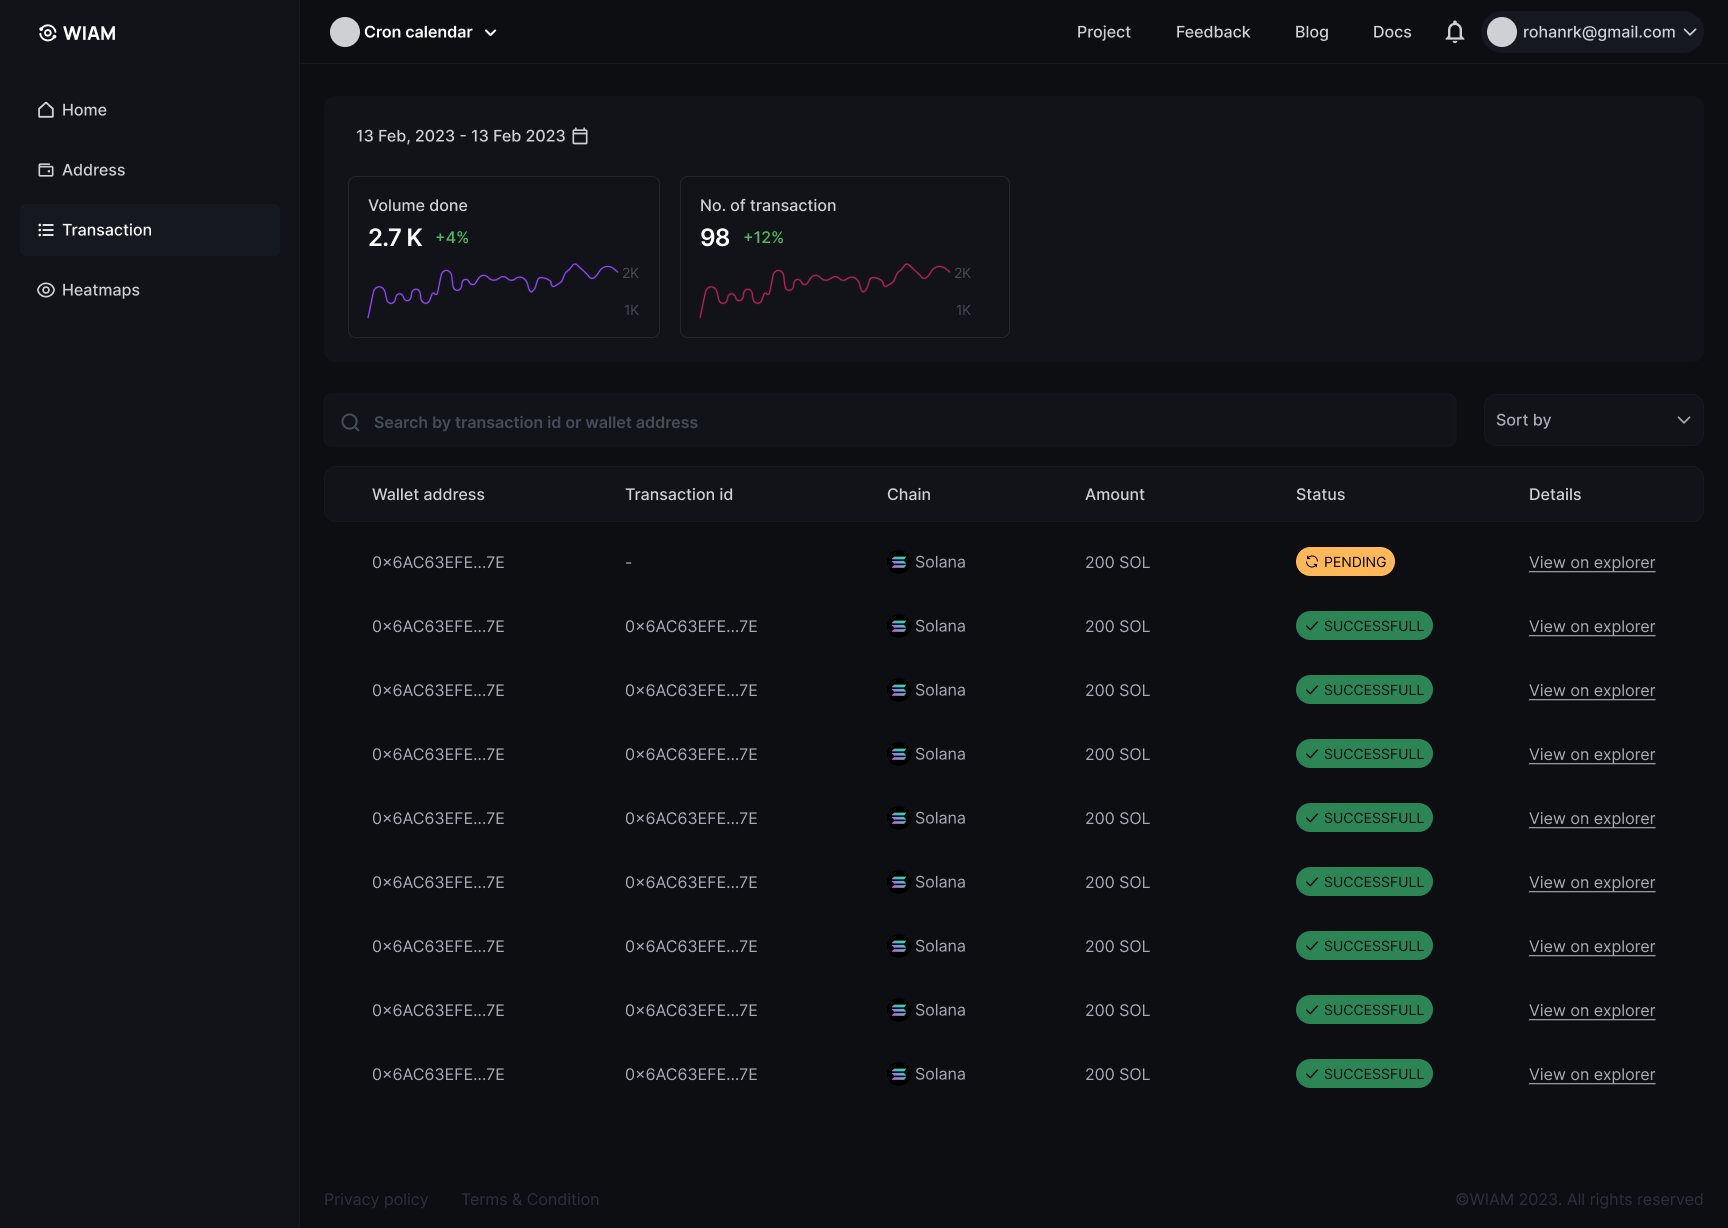 WIAM
Cron calendar
Project Feedback Blog Docs rohanrk@gmail.com
Home
Address
Transaction
Heatmaps
13 Feb, 2023 - 13 Feb 2023
Volume done
2.7 K +4%
2K
1K
No. of transaction
98 +12%
2K
1K
Search by transaction id or wallet address
Sort by
Wallet address Transaction id Chain Amount Status Details
0×6AC63EFE...7E - Solana 200 SOL PENDING View on explorer
0×6AC63EFE...7E 0×6AC63EFE...7E Solana 200 SOL SUCCESSFULL View on explorer
0×6AC63EFE...7E 0×6AC63EFE...7E Solana 200 SOL SUCCESSFULL View on explorer
0×6AC63EFE...7E 0×6AC63EFE...7E Solana 200 SOL SUCCESSFULL View on explorer
0×6AC63EFE...7E 0×6AC63EFE...7E Solana 200 SOL SUCCESSFULL View on explorer
0×6AC63EFE...7E 0×6AC63EFE...7E Solana 200 SOL SUCCESSFULL View on explorer
0×6AC63EFE...7E 0×6AC63EFE...7E Solana 200 SOL SUCCESSFULL View on explorer
0×6AC63EFE...7E 0×6AC63EFE...7E Solana 200 SOL SUCCESSFULL View on explorer
0×6AC63EFE...7E 0×6AC63EFE...7E Solana 200 SOL SUCCESSFULL View on explorer
Privacy policy Terms & Condition ©WIAM 2023. All rights reserved